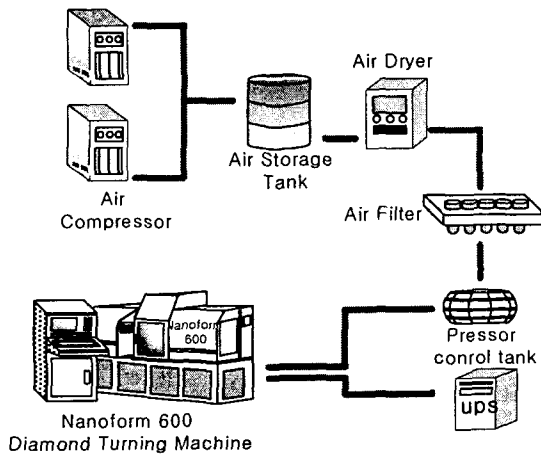 Air Dryer
Air Storage
Tank
Air
Compressor
Air Filter
Nanoform
600
Pressor
conrol tank
ups
Nanoform 600
Diamond Turning Machine